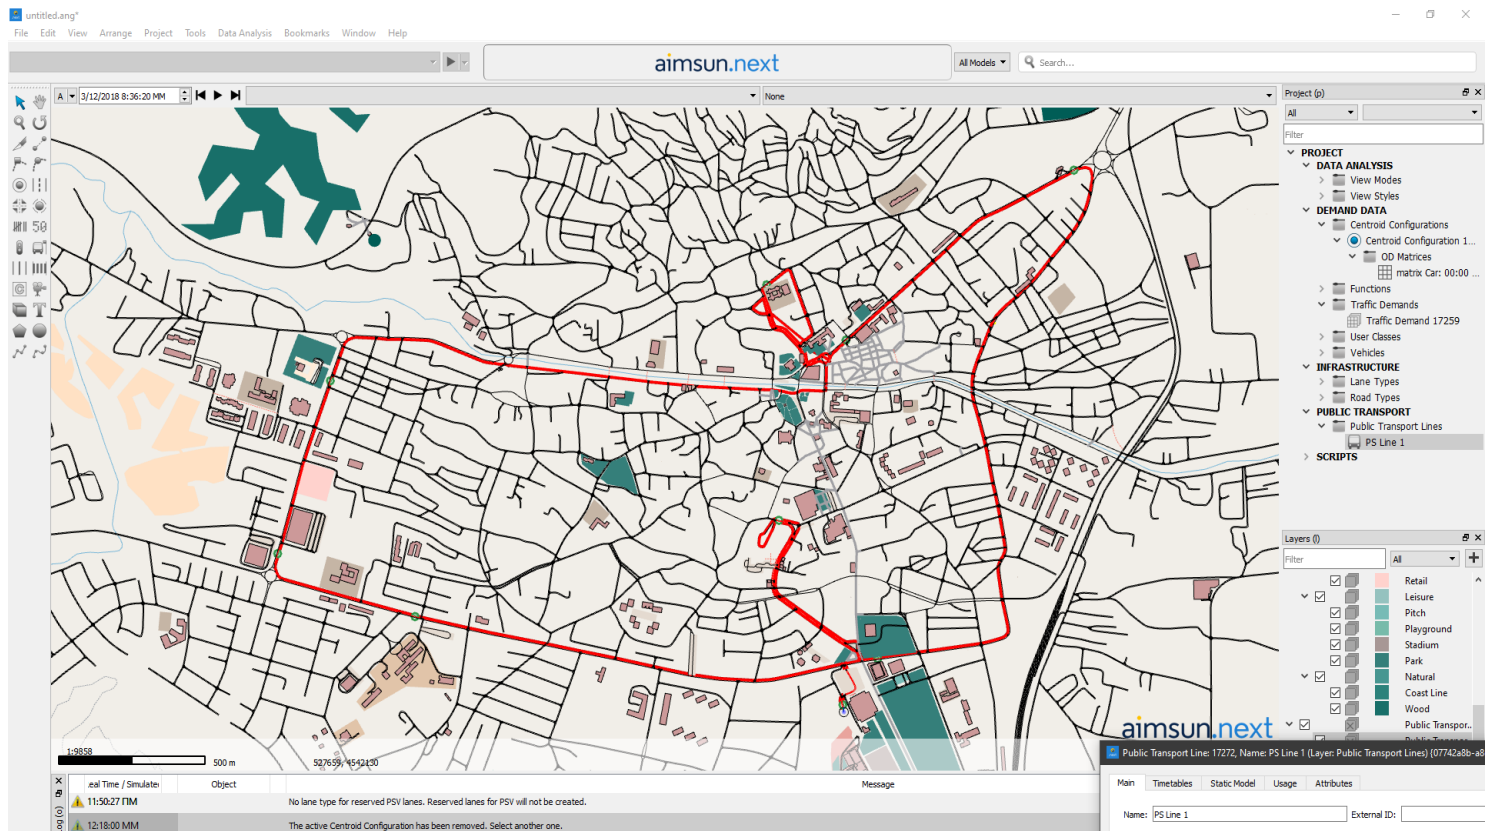 untitled.ang*
File Edit View Arrange Project Tools Data Analysis Bookmarks Window Help
aimsun.next
All Models
Search...
A 3/12/2018 8:36:20 MM
None
Project (p)
All
Filter
PROJECT
DATA ANALYSIS
View Modes
View Styles
DEMAND DATA
Centroid Configurations
Centroid Configuration 1...
OD Matrices
matrix Car: 00:00 ...
Functions
Traffic Demands
Traffic Demand 17259
User Classes
Vehicles
INFRASTRUCTURE
Lane Types
Road Types
PUBLIC TRANSPORT
Public Transport Lines
PS Line 1
SCRIPTS
50
C
T
Layers (l)
Filter All
Retail
Leisure
Pitch
Playground
Stadium
Park
Natural
Coast Line
Wood
Public Transpor..
aimsun.next
1:9858
500 m
527659, 4542130
Public Transport Line: 17272, Name: PS Line 1 (Layer: Public Transport Lines) {07742a8b-a8
Main Timetables Static Model Usage Attributes
Name: PS Line 1 External ID:
eal Time / Simulate Object Message
11:50:27 ΠΜ No lane type for reserved PSV lanes. Reserved lanes for PSV will not be created.
12:18:00 MM The active Centroid Configuration has been removed. Select another one.
og (o)